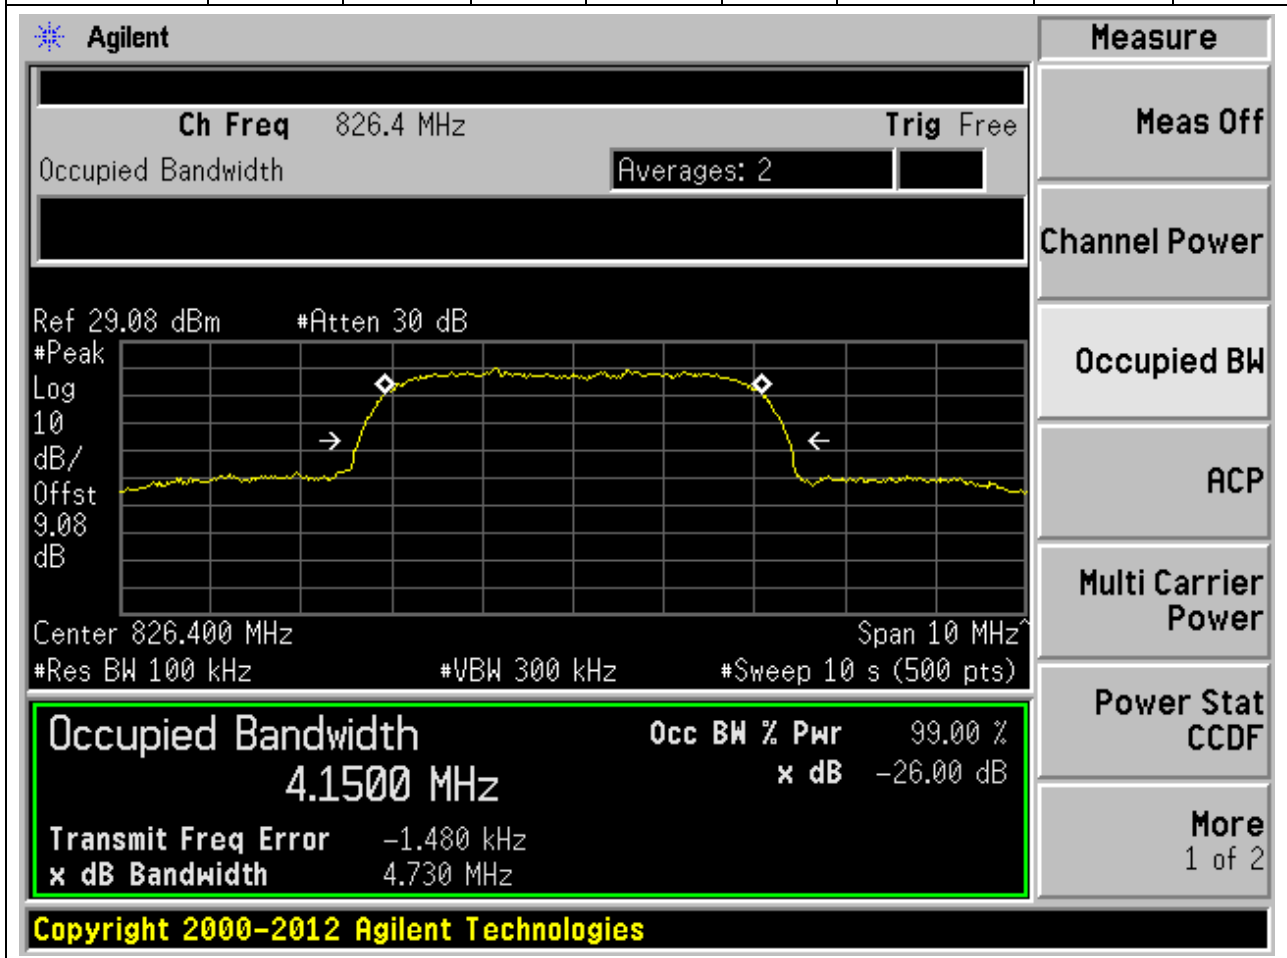 Agilent
Measure
Ch Freq 826.4 MHz Trig Free
Meas Off
Occupied Bandwidth Averages: 2
Channel Power
Ref 29.08 dBm #Atten 30 dB
#Peak
Log
10
dB/
Offst
9.08
dB
Occupied BW
ACP
Center 826.400 MHz Span 10 MHz^
#Res BW 100 kHz #VBW 300 kHz #Sweep 10 s (500 pts)
Multi Carrier
Power
Occupied Bandwidth Occ BW % Pwr 99.00 %
4.1500 MHz x dB -26.00 dB
Transmit Freq Error -1.480 kHz
x dB Bandwidth 4.730 MHz
Power Stat
CCDF
More
1 of 2
Copyright 2000-2012 Agilent Technologies